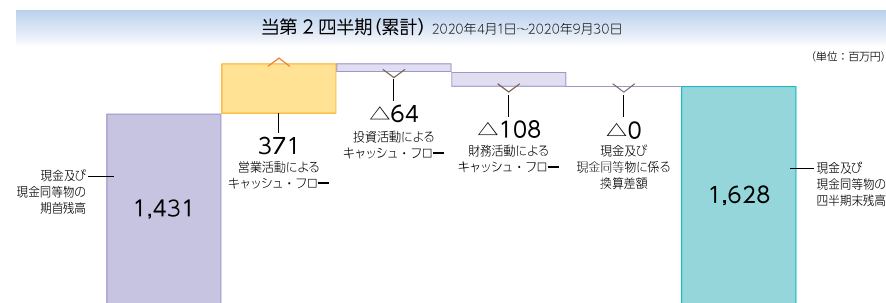 当第 2 四半期（累計） 2020年4月1日～2020年9月30日
（単位：百万円）
現金及び
現金同等物の
期首残高
1,431
371
営業活動による
キャッシュ・フロー
△64
投資活動による
キャッシュ・フロー
△108
財務活動による
キャッシュ・フロー
△0
現金及び
現金同等物に係る
換算差額
1,628
現金及び
現金同等物の
四半期末残高